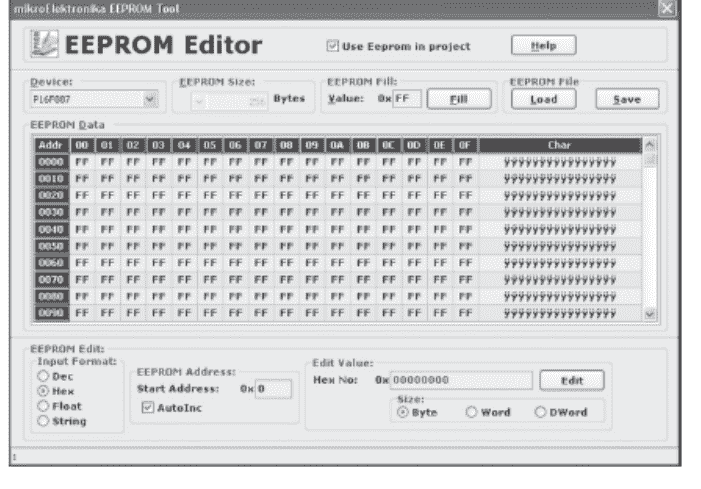 mikroElektronika EEPROM Tool
EEPROM Editor
Use Eeprom in project
Help
Device:
EEPROM Size:
EEPROM Fill:
EEPROM File
P16F887
256 Bytes
Value: 0x FF
Fill
Load
Save
EEPROM Data
Addr 00 01 02 03 04 05 06 07 08 09 0A 0B 0C 0D 0E 0F Char
0000 FF FF FF FF FF FF FF FF FF FF FF FF FF FF FF FF ÿÿÿÿÿÿÿÿÿÿÿÿÿÿÿÿ
0010 FF FF FF FF FF FF FF FF FF FF FF FF FF FF FF FF ÿÿÿÿÿÿÿÿÿÿÿÿÿÿÿÿ
0020 FF FF FF FF FF FF FF FF FF FF FF FF FF FF FF FF ÿÿÿÿÿÿÿÿÿÿÿÿÿÿÿÿ
0030 FF FF FF FF FF FF FF FF FF FF FF FF FF FF FF FF ÿÿÿÿÿÿÿÿÿÿÿÿÿÿÿÿ
0040 FF FF FF FF FF FF FF FF FF FF FF FF FF FF FF FF ÿÿÿÿÿÿÿÿÿÿÿÿÿÿÿÿ
0050 FF FF FF FF FF FF FF FF FF FF FF FF FF FF FF FF ÿÿÿÿÿÿÿÿÿÿÿÿÿÿÿÿ
0060 FF FF FF FF FF FF FF FF FF FF FF FF FF FF FF FF ÿÿÿÿÿÿÿÿÿÿÿÿÿÿÿÿ
0070 FF FF FF FF FF FF FF FF FF FF FF FF FF FF FF FF ÿÿÿÿÿÿÿÿÿÿÿÿÿÿÿÿ
0080 FF FF FF FF FF FF FF FF FF FF FF FF FF FF FF FF ÿÿÿÿÿÿÿÿÿÿÿÿÿÿÿÿ
0090 FF FF FF FF FF FF FF FF FF FF FF FF FF FF FF FF ÿÿÿÿÿÿÿÿÿÿÿÿÿÿÿÿ
EEPROM Edit:
Input Format:
Dec
Hex
Float
String
EEPROM Address:
Start Address: 0x 0
AutoInc
Edit Value:
Hex No: 0x 00000000
Edit
Size:
Byte
Word
DWord
: